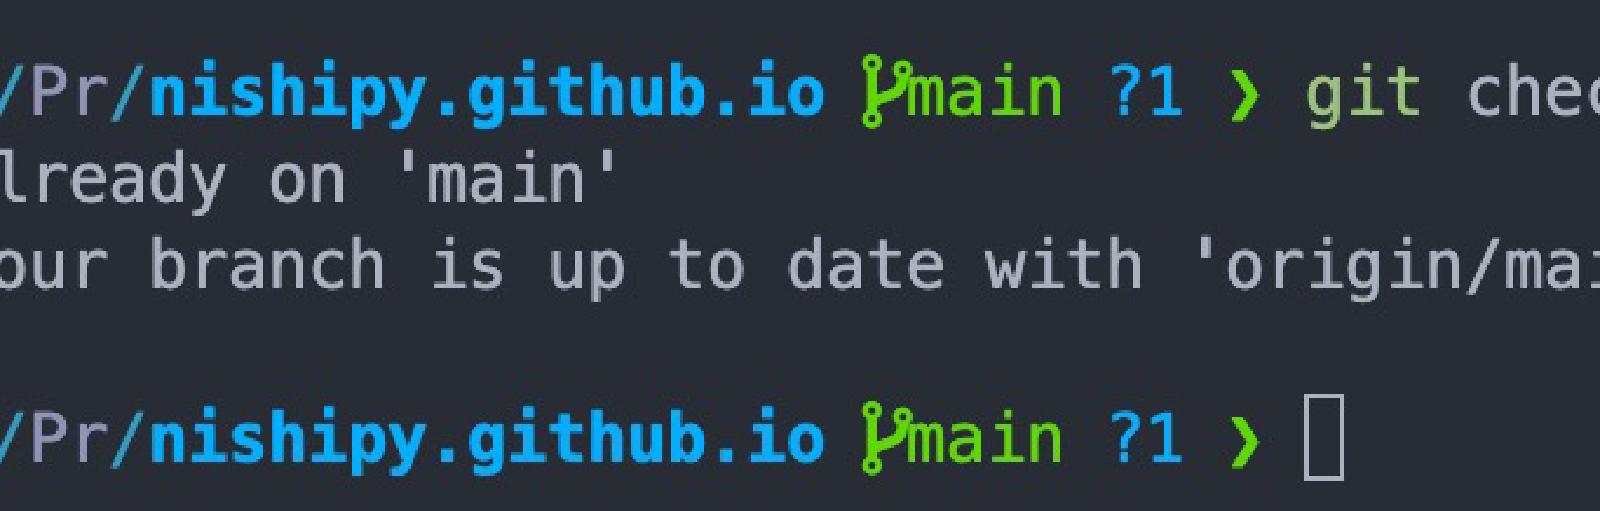 /Pr/nishipy.github.io main ?1 ❯ git chec
lready on 'main'
our branch is up to date with 'origin/mai
/Pr/nishipy.github.io main ?1 ❯